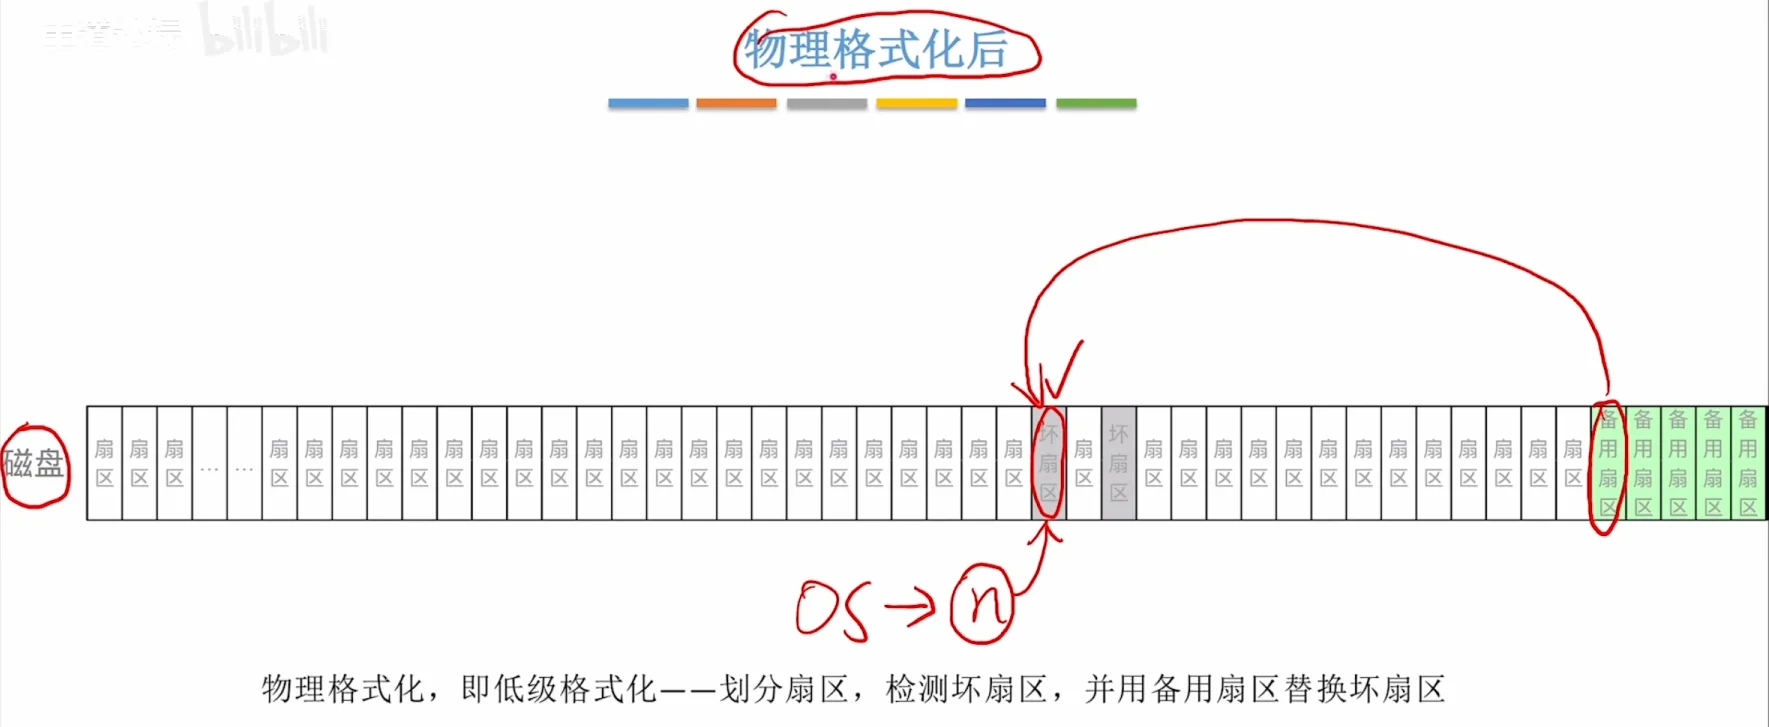 bilibili
物理格式化后
磁盘 扇区 扇区 扇区 … … 扇区 扇区 扇区 扇区 扇区 扇区 扇区 扇区 扇区 扇区 扇区 扇区 扇区 扇区 扇区 扇区 扇区 扇区 扇区 扇区 扇区 扇区 坏扇区 扇区 坏扇区 扇区 扇区 扇区 扇区 扇区 扇区 扇区 扇区 扇区 扇区 扇区 扇区 扇区 备用扇区 备用扇区 备用扇区 备用扇区 备用扇区
OS → n
物理格式化，即低级格式化——划分扇区，检测坏扇区，并用备用扇区替换坏扇区